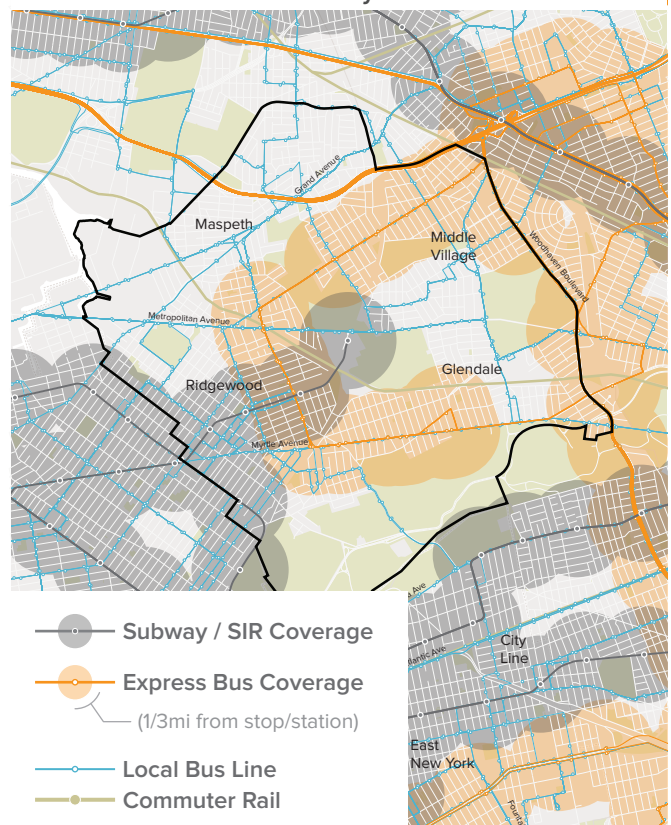 Grand Avenue
Maspeth
Middle
Village
Woodhaven Boulevard
Metropolitan Avenue
Glendale
Ridgewood
Myrtle Avenue
Ave
City
Line
East
New York
Subway / SIR Coverage
Express Bus Coverage
(1/3mi from stop/station)
Local Bus Line
Commuter Rail